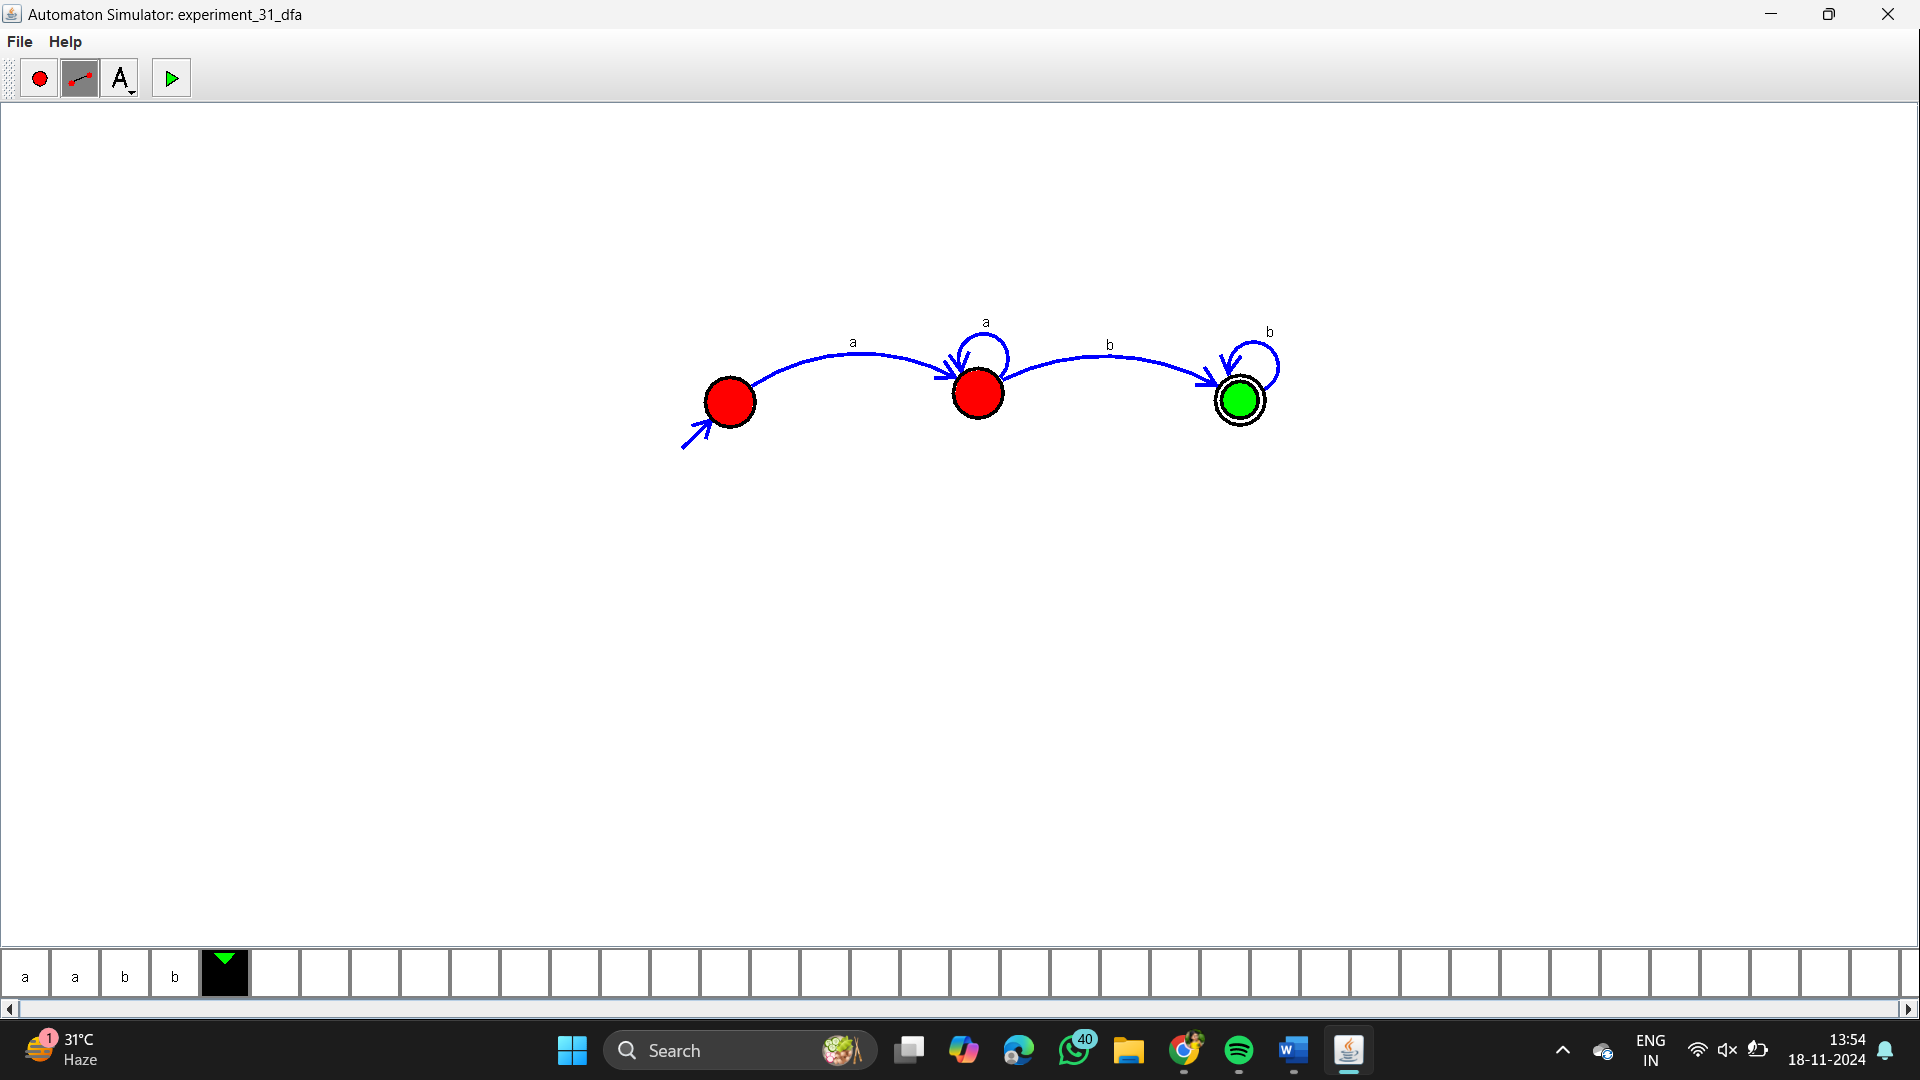 Automaton Simulator: experiment_31_dfa
File Help
A
a
a
b
b
a a b b
1
31°C
Haze
Search
40
W
ENG
IN
13:54
18-11-2024